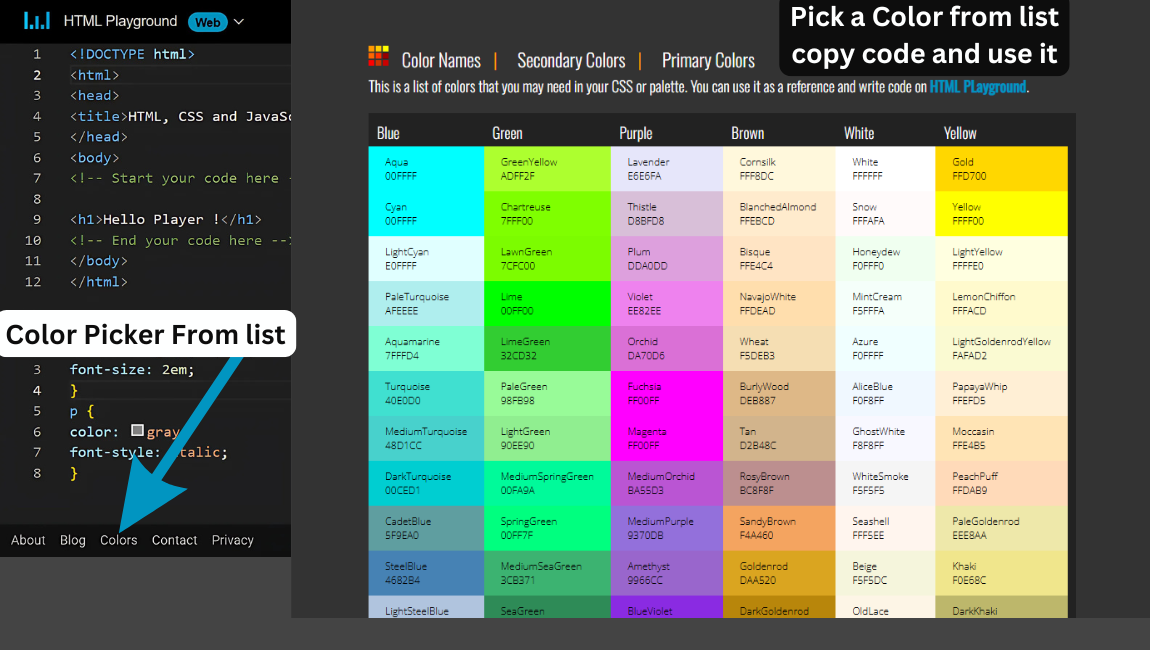 HTML Playground Web
1 <!DOCTYPE html>
2 <html>
3 <head>
4 <title>HTML, CSS and JavaSc
5 </head>
6 <body>
7 <!-- Start your code here -
8
9 <h1>Hello Player !</h1>
10 <!-- End your code here -->
11 </body>
12 </html>
Color Picker From list
3 font-size: 2em;
4 }
5 p {
6 color: gray
7 font-style: italic;
8 }
About Blog Colors Contact Privacy
Pick a Color from list
copy code and use it
Color Names | Secondary Colors | Primary Colors
This is a list of colors that you may need in your CSS or palette. You can use it as a reference and write code on HTML PLayground.
Blue Green Purple Brown White Yellow
Aqua GreenYellow Lavender Cornsilk White Gold
00FFFF ADFF2F E6E6FA FFF8DC FFFFFF FFD700
Cyan Chartreuse Thistle BlanchedAlmond Snow Yellow
00FFFF 7FFF00 D8BFD8 FFEBCD FFFAFA FFFF00
LightCyan LawnGreen Plum Bisque Honeydew LightYellow
E0FFFF 7CFC00 DDA0DD FFE4C4 F0FFF0 FFFFE0
PaleTurquoise Lime Violet NavajoWhite MintCream LemonChiffon
AFEEEE 00FF00 EE82EE FFDEAD F5FFFA FFFACD
Aquamarine LimeGreen Orchid Wheat Azure LightGoldenrodYellow
7FFFD4 32CD32 DA70D6 F5DEB3 F0FFFF FAFAD2
Turquoise PaleGreen Fuchsia BurlyWood AliceBlue PapayaWhip
40E0D0 98FB98 FF00FF DEB887 F0F8FF FFEFD5
MediumTurquoise LightGreen Magenta Tan GhostWhite Moccasin
48D1CC 90EE90 FF00FF D2B48C F8F8FF FFE4B5
DarkTurquoise MediumSpringGreen MediumOrchid RosyBrown WhiteSmoke PeachPuff
00CED1 00FA9A BA55D3 BC8F8F F5F5F5 FFDAB9
CadetBlue SpringGreen MediumPurple SandyBrown Seashell PaleGoldenrod
5F9EA0 00FF7F 9370DB F4A460 FFF5EE EEE8AA
SteelBlue MediumSeaGreen Amethyst Goldenrod Beige Khaki
4682B4 3CB371 9966CC DAA520 F5F5DC F0E68C
LightSteelBlue SeaGreen BlueViolet DarkGoldenrod OldLace DarkKhaki